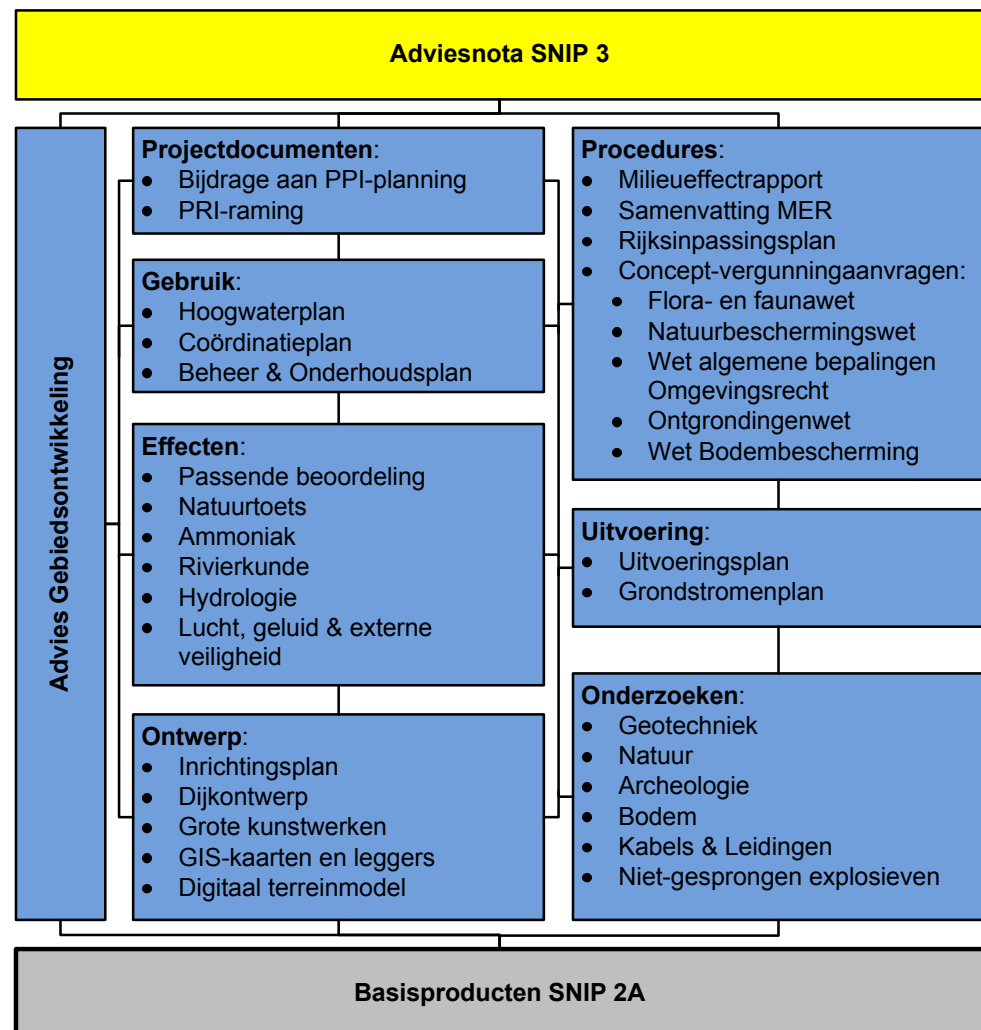 Adviesnota SNIP 3
Advies Gebiedsontwikkeling
Projectdocumenten:
• Bijdrage aan PPI-planning
• PRI-raming
Gebruik:
• Hoogwaterplan
• Coördinatieplan
• Beheer & Onderhoudsplan
Effecten:
• Passende beoordeling
• Natuurtoets
• Ammoniak
• Rivierkunde
• Hydrologie
• Lucht, geluid & externe
veiligheid
Ontwerp:
• Inrichtingsplan
• Dijkontwerp
• Grote kunstwerken
• GIS-kaarten en leggers
• Digitaal terreinmodel
Procedures:
• Milieueffectrapport
• Samenvatting MER
• Rijksinpassingsplan
• Concept-vergunningaanvragen:
• Flora- en faunawet
• Natuurbeschermingswet
• Wet algemene bepalingen
Omgevingsrecht
• Ontgrondingenwet
• Wet Bodembescherming
Uitvoering:
• Uitvoeringsplan
• Grondstromenplan
Onderzoeken:
• Geotechniek
• Natuur
• Archeologie
• Bodem
• Kabels & Leidingen
• Niet-gesprongen explosieven
Basisproducten SNIP 2A